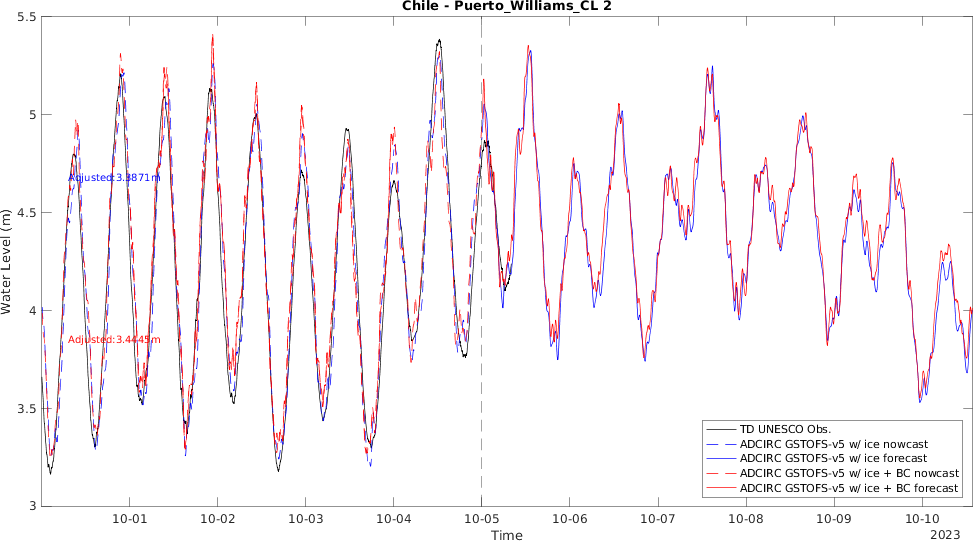 Chile - Puerto_Williams_CL 2
5.5
5
4.5
4
3.5
3
Water Level (m)
Adjusted:3.3871m
Adjusted:3.4445m
TD UNESCO Obs.
ADCIRC GSTOFS-v5 w/ ice nowcast
ADCIRC GSTOFS-v5 w/ ice forecast
ADCIRC GSTOFS-v5 w/ ice + BC nowcast
ADCIRC GSTOFS-v5 w/ ice + BC forecast
10-01 10-02 10-03 10-04 10-05 10-06 10-07 10-08 10-09 10-10
2023
Time